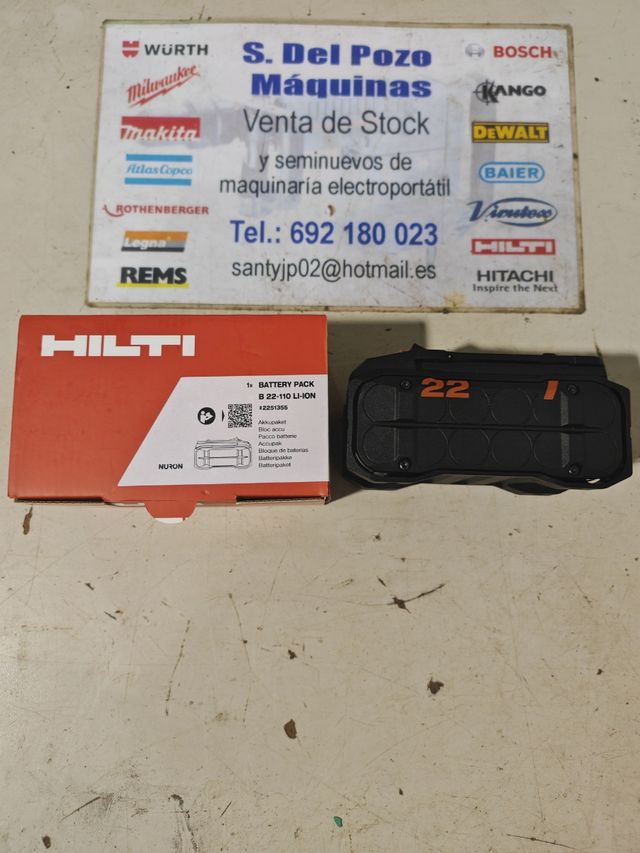 WÜRTH
Milwaukee
makita
Atlas Copco
ROTHENBERGER
Legna
REMS
S. Del Pozo
Máquinas
Venta de Stock
y seminuevos de
maquinaría electroportátil
Tel.: 692 180 023
santyjp02@hotmail.es
BOSCH
KANGO
DEWALT
BAIER
Virutex
HILTI
HITACHI
Inspire the Next
HILTI
1x BATTERY PACK
B 22-110 LI-ION
#2251355
Akkupaket
Bloc accu
Pacco batterie
Accupak
Bloque de baterias
Batteripakke
Batteripaket
NURON
22